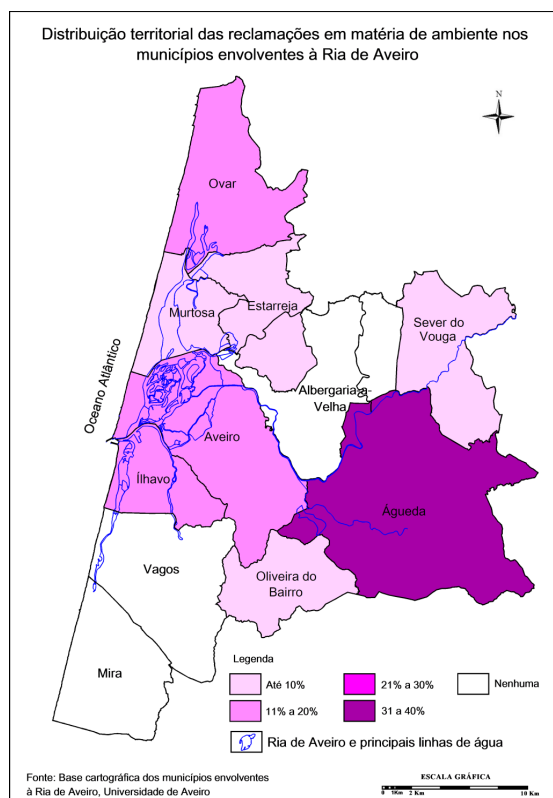 Distribuição territorial das reclamações em matéria de ambiente nos
municípios envolventes à Ria de Aveiro
N
Ovar
Murtosa
Estarreja
Sever do
Vouga
Oceano Atlântico
Albergaria-a-
Velha
Aveiro
Ílhavo
Águeda
Vagos
Oliveira do
Bairro
Mira
Legenda
Até 10%
21% a 30%
Nenhuma
11% a 20%
31 a 40%
Ria de Aveiro e principais linhas de água
Fonte: Base cartográfica dos municípios envolventes
à Ria de Aveiro, Universidade de Aveiro
ESCALA GRÁFICA
0 1Km 2 Km 10 Km